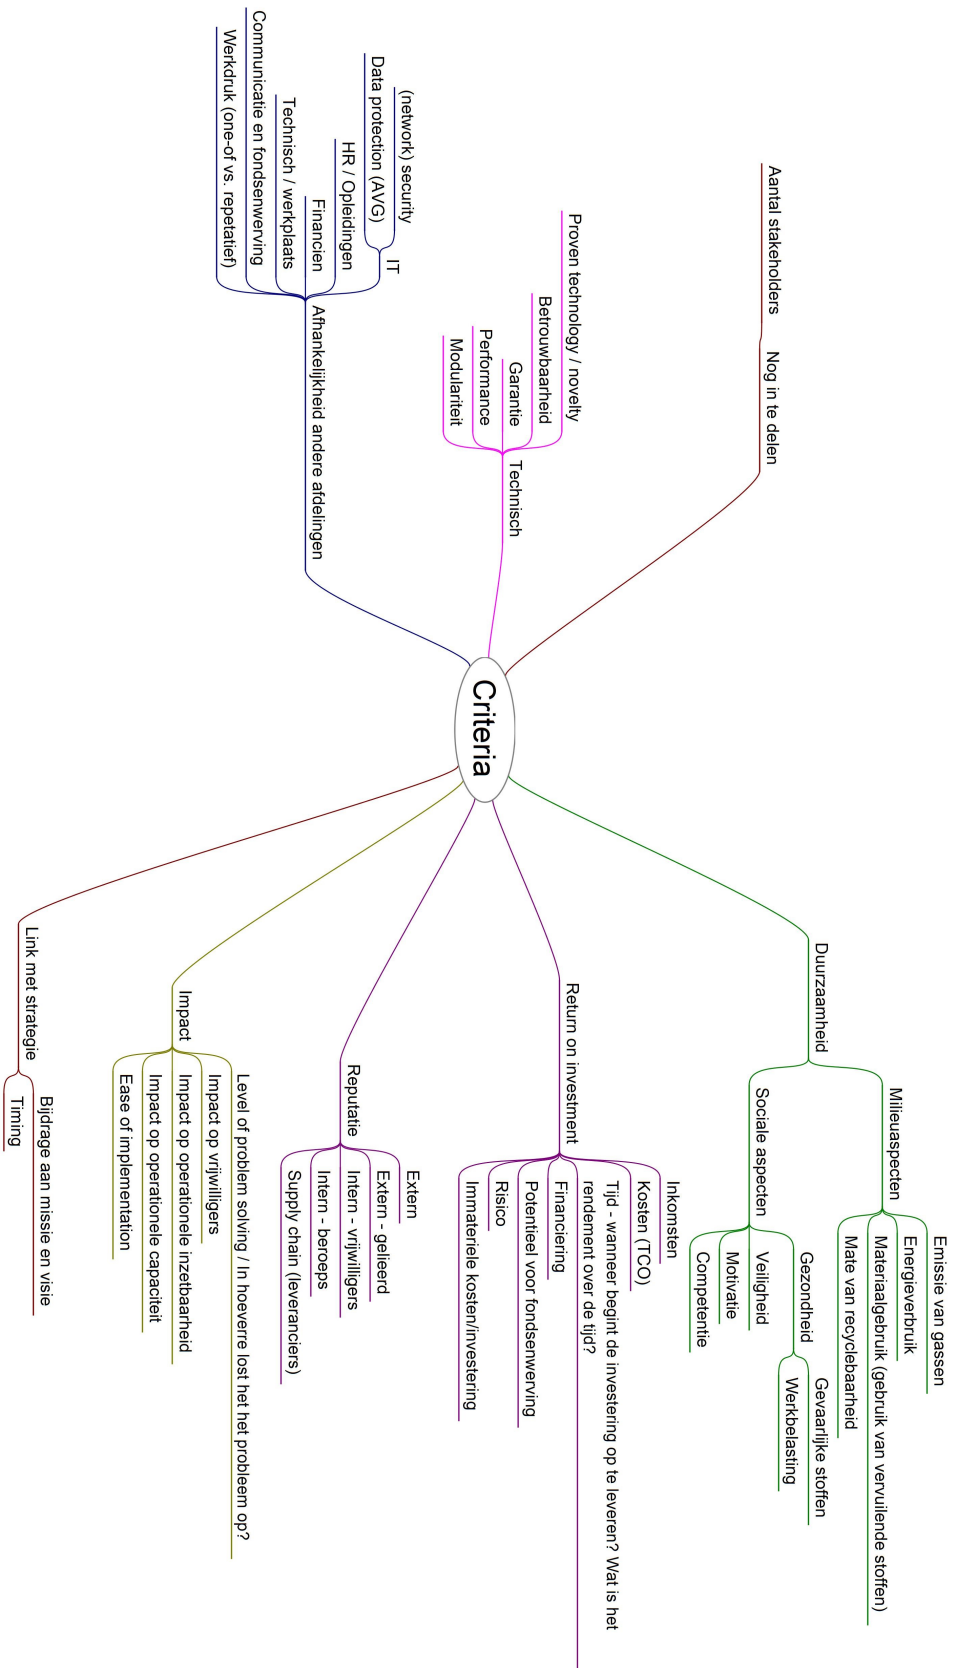 Criteria
Duurzaamheid
Milieuaspecten
Emissie van gassen
Energieverbruik
Materiaalgebruik (gebruik van vervuilende stoffen)
Mate van recyclebaarheid
Sociale aspecten
Gezondheid
Gevaarlijke stoffen
Werkbelasting
Veiligheid
Motivatie
Competentie
Return on investment
Inkomsten
Kosten (TCO)
Tijd - wanneer begint de investering op te leveren? Wat is het
rendement over de tijd?
Financiering
Potentieel voor fondsenwerving
Risico
Immateriele kosten/investering
Reputatie
Extern
Extern - gelieerd
Intern - vrijwilligers
Intern - beroeps
Supply chain (leveranciers)
Impact
Level of problem solving / In hoeverre lost het het probleem op?
Impact op vrijwilligers
Impact op operationele inzetbaarheid
Impact op operationele capaciteit
Ease of implementation
Link met strategie
Bijdrage aan missie en visie
Timing
Nog in te delen
Aantal stakeholders
Technisch
Proven technology / novelty
Betrouwbaarheid
Garantie
Performance
Modulariteit
Afhankelijkheid andere afdelingen
IT
(network) security
Data protection (AVG)
HR / Opleidingen
Financien
Technisch / werkplaats
Communicatie en fondsenwerving
Werkdruk (one-of vs. repetatief)